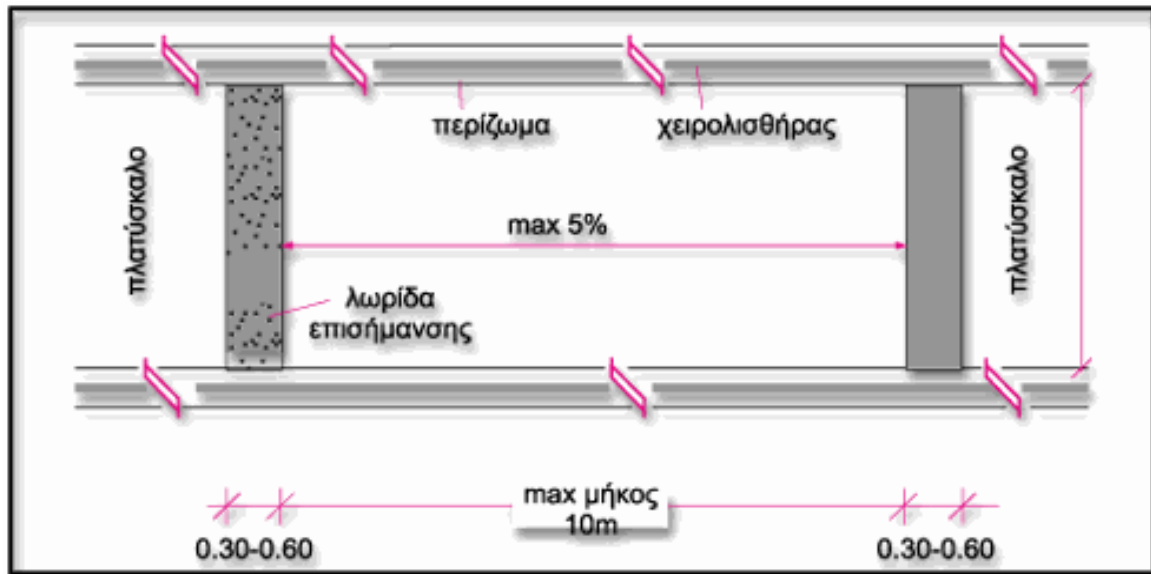 περίζωμα
χειρολισθήρας
πλατύσκαλο
max 5%
πλατύσκαλο
λωρίδα
επισήμανσης
max μήκος
10m
0.30-0.60
0.30-0.60